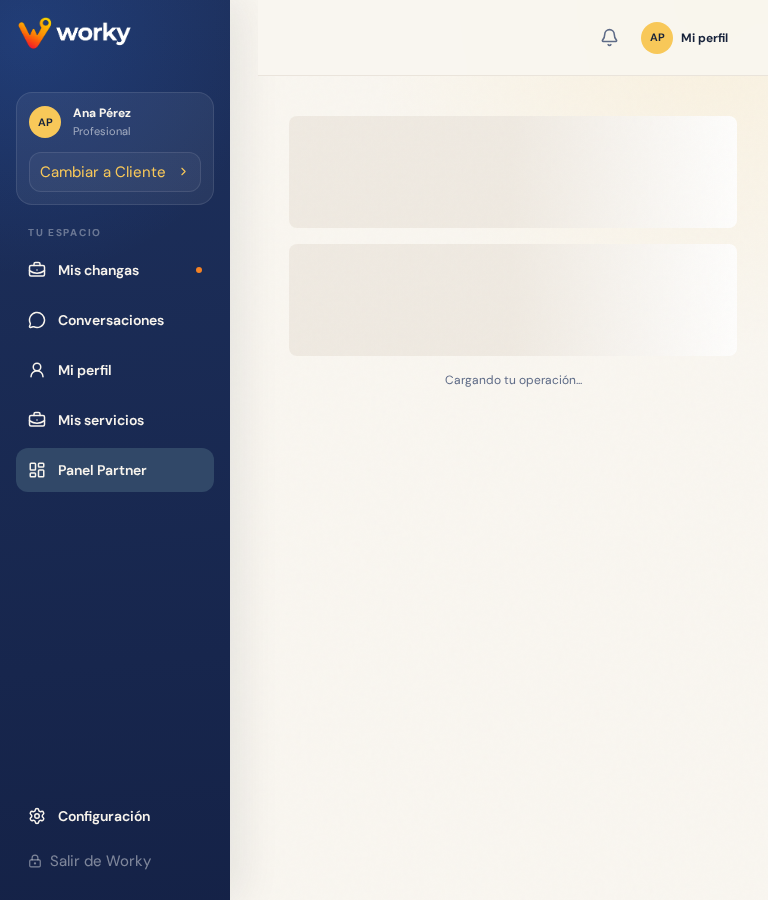 worky
AP
Mi perfil
AP
Ana Pérez
Profesional
Cambiar a Cliente
TU ESPACIO
Mis changas
Conversaciones
Mi perfil
Mis servicios
Panel Partner
Cargando tu operación…
Configuración
Salir de Worky